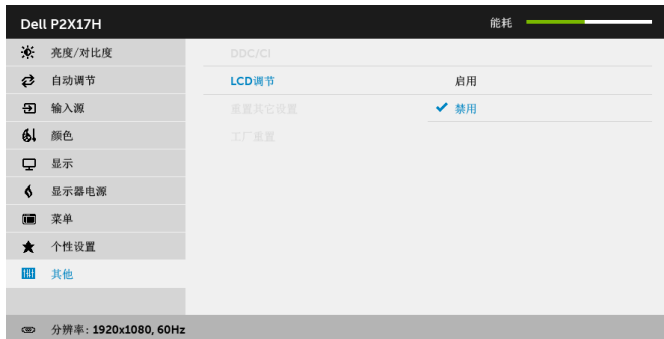 Dell P2X17H 能耗
亮度/对比度 DDC/CI
自动调节 LCD调节 启用
输入源 重置其它设置 禁用
颜色 工厂重置
显示
显示器电源
菜单
个性设置
其他
分辨率: 1920x1080, 60Hz